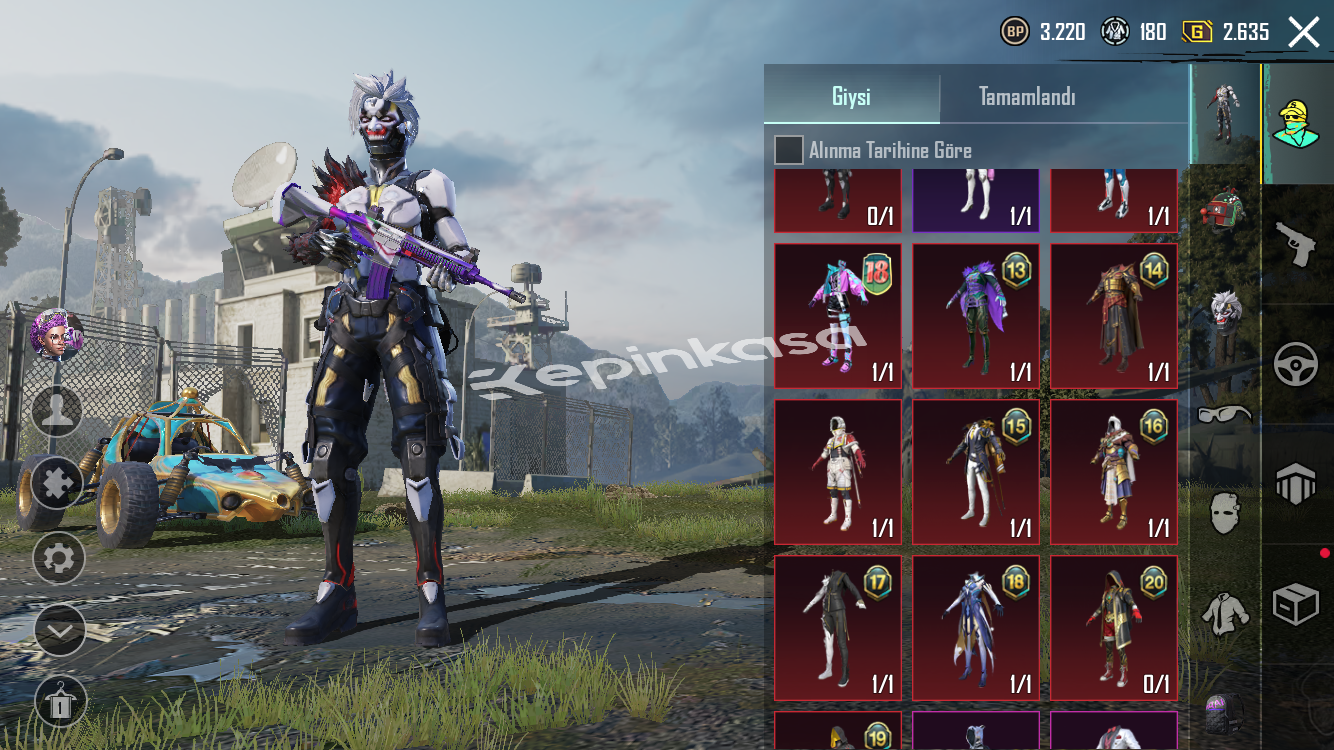 BP 3.220 180 G 2.635
Giysi Tamamlandı
Alınma Tarihine Göre
0/1 1/1 1/1
18 13 14
1/1 1/1 1/1
epinkasa
15 16
1/1 1/1 1/1
17 18 20
1/1 1/1 0/1
19
1